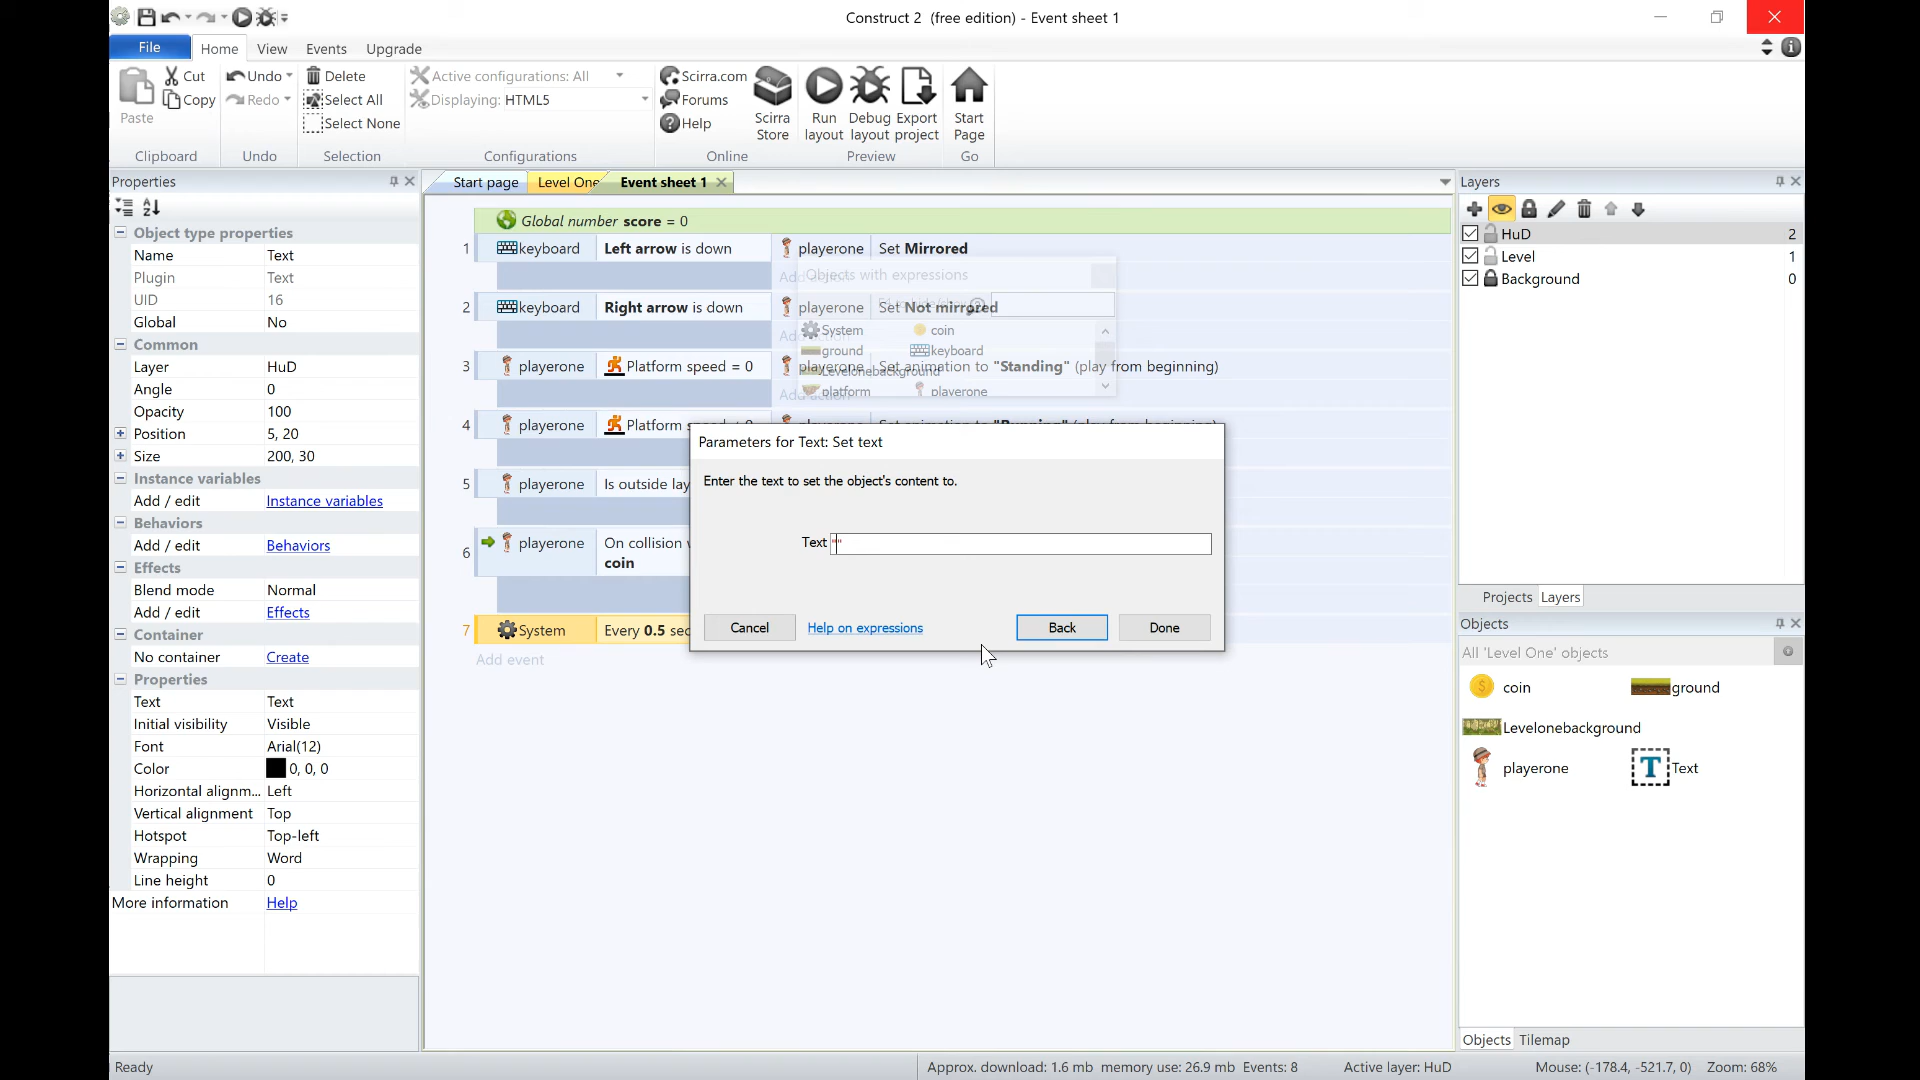 Construct 2  (free edition) - Event sheet 1
File Home View Events Upgrade
Paste
Cut
Copy
Clipboard
Undo
Redo
Undo
Delete
Select All
Select None
Selection
Active configurations: All
Displaying: HTML5
Configurations
Scirra.com
Forums
Help
Scirra Store
Online
Run layout
Debug layout
Export project
Preview
Start Page
Go
Properties
Object type properties
Name Text
Plugin Text
UID 16
Global No
Common
Layer HuD
Angle 0
Opacity 100
Position 5, 20
Size 200, 30
Instance variables
Add / edit Instance variables
Behaviors
Add / edit Behaviors
Effects
Blend mode Normal
Add / edit Effects
Container
No container Create
Properties
Text Text
Initial visibility Visible
Font Arial(12)
Color 0, 0, 0
Horizontal alignm... Left
Vertical alignment Top
Hotspot Top-left
Wrapping Word
Line height 0
More information Help
Start page Level One Event sheet 1
Global number score = 0
1 keyboard Left arrow is down playerone Set Mirrored
2 keyboard Right arrow is down playerone Set Not mirrored
3 playerone Platform speed = 0 playerone Set animation to "Standing" (play from beginning)
4 playerone Platform
5 playerone Is outside lay
6 playerone On collision
coin
7 System Every 0.5 sec
Add event
Objects with expressions
System coin
ground keyboard
Levelonebackground
platform playerone
Parameters for Text: Set text
Enter the text to set the object's content to.
Text ""
Cancel Help on expressions Back Done
Layers
HuD 2
Level 1
Background 0
Projects Layers
Objects
All 'Level One' objects
coin ground
Levelonebackground
playerone T Text
Objects Tilemap
Ready
Approx. download: 1.6 mb  memory use: 26.9 mb  Events: 8 Active layer: HuD Mouse: (-178.4, -521.7, 0) Zoom: 68%